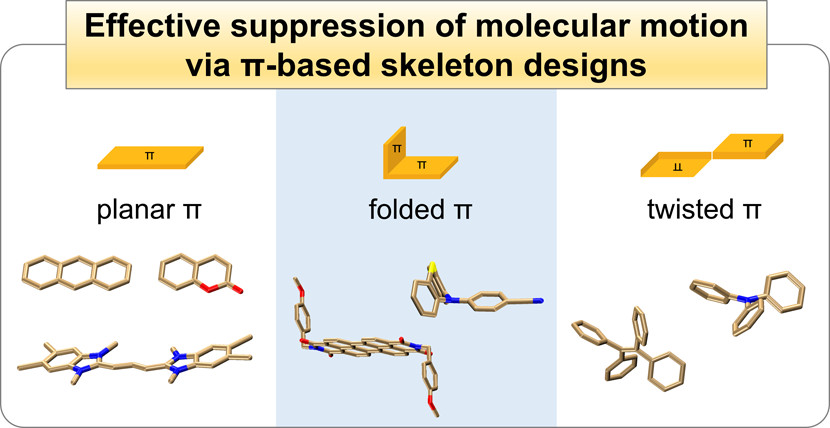 Effective suppression of molecular motion
via π-based skeleton designs
π
π
π
π
π
planar π
folded π
twisted π